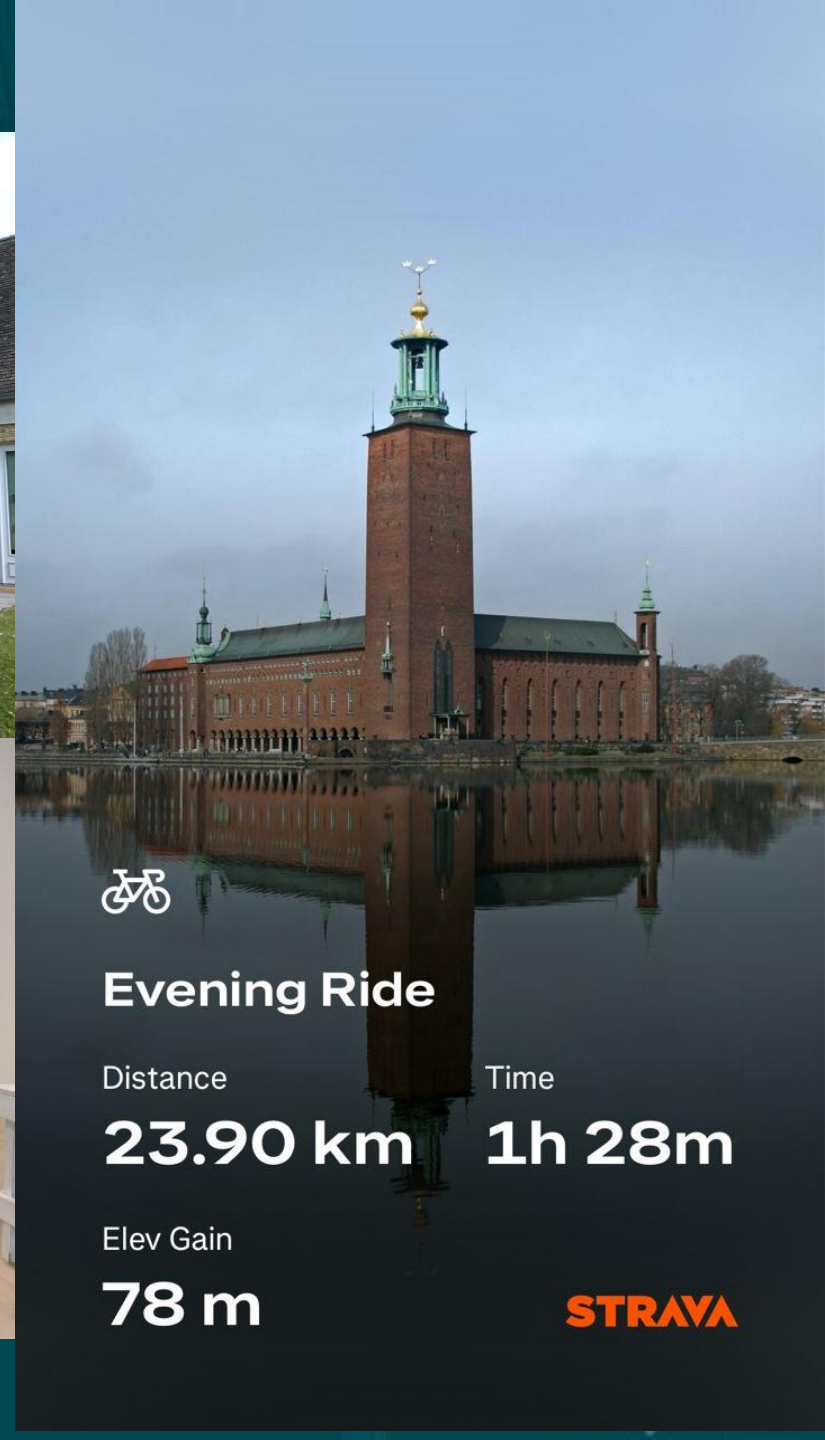 Evening Ride
Distance Time
23.90 km 1h 28m
Elev Gain
78 m
STRAVA